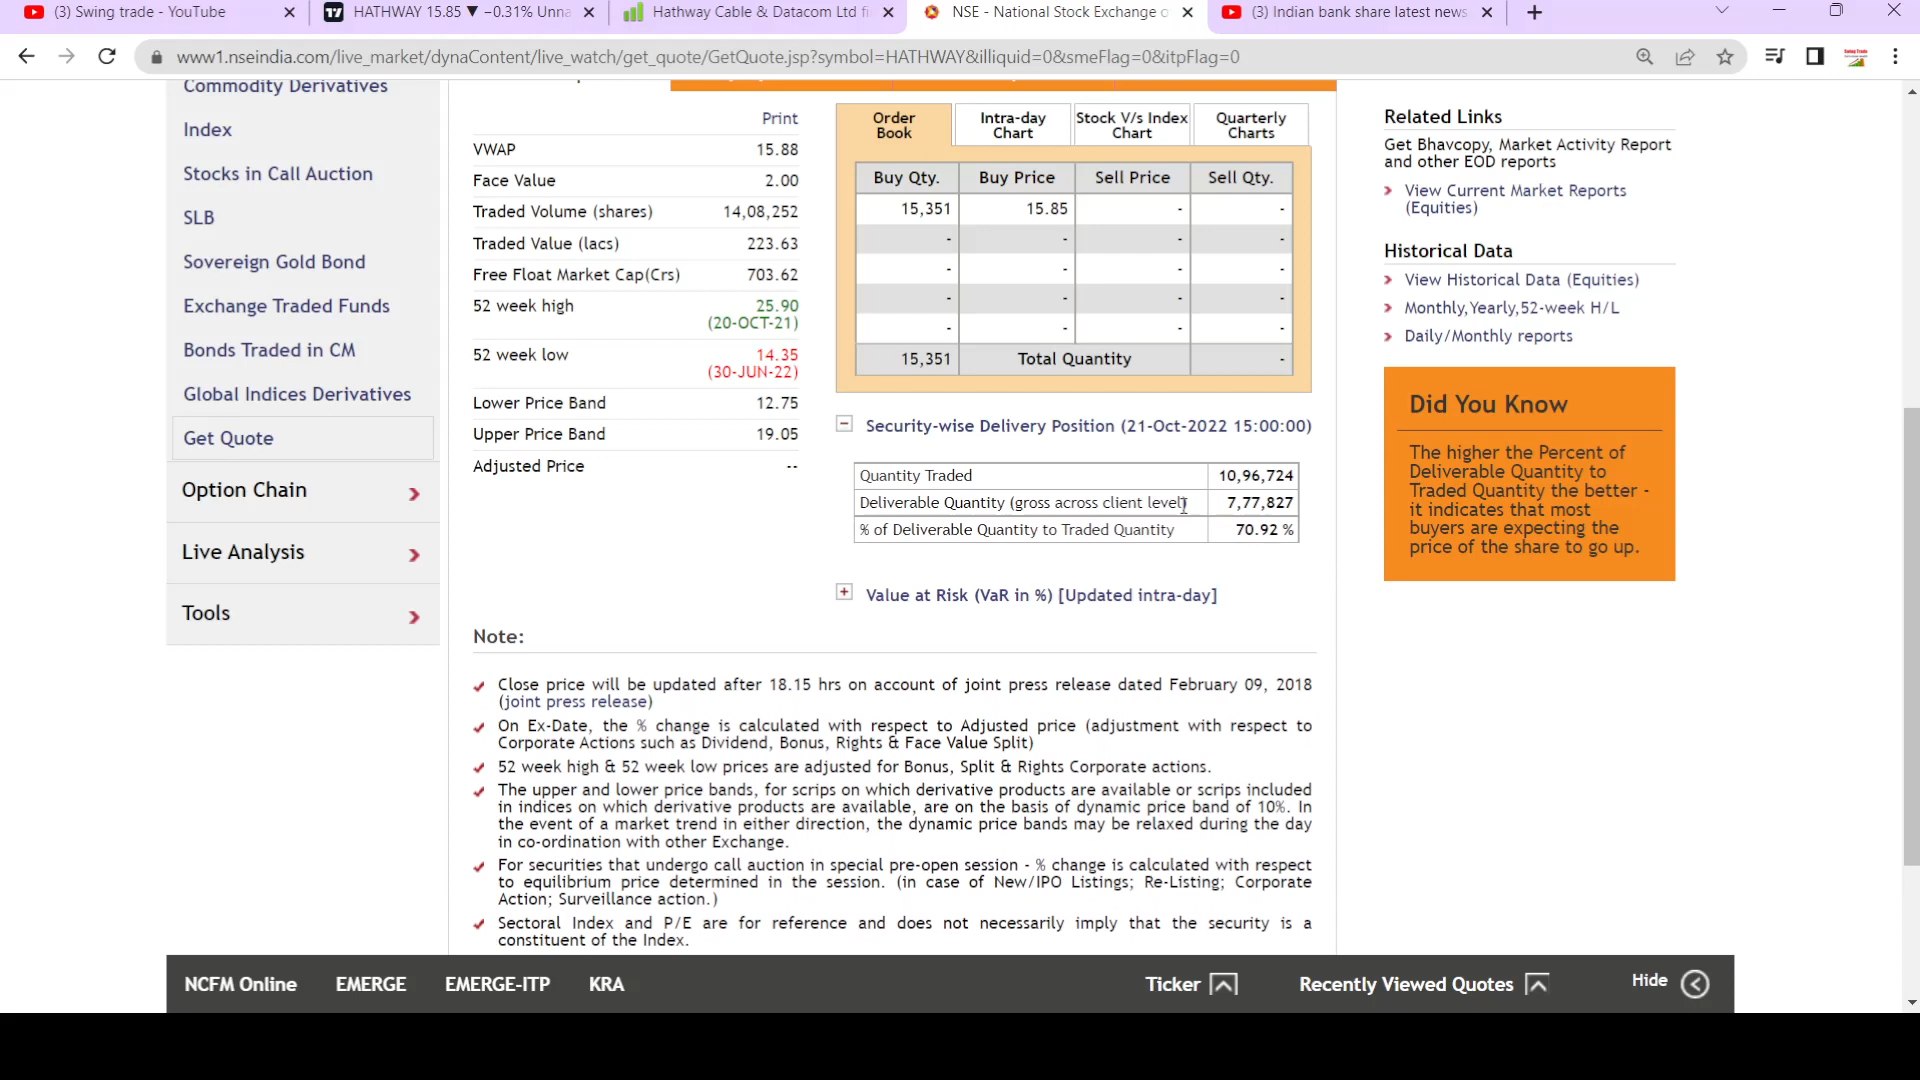 (3) Swing trade - YouTube
HATHWAY 15.85 ▼ −0.31% Unna
Hathway Cable & Datacom Ltd fi
NSE - National Stock Exchange o
(3) Indian bank share latest news
www1.nseindia.com/live_market/dynaContent/live_watch/get_quote/GetQuote.jsp?symbol=HATHWAY&illiquid=0&smeFlag=0&itpFlag=0
Commodity Derivatives
Index
Stocks in Call Auction
SLB
Sovereign Gold Bond
Exchange Traded Funds
Bonds Traded in CM
Global Indices Derivatives
Get Quote
Option Chain
Live Analysis
Tools
Print
VWAP 15.88
Face Value 2.00
Traded Volume (shares) 14,08,252
Traded Value (lacs) 223.63
Free Float Market Cap(Crs) 703.62
52 week high 25.90
(20-OCT-21)
52 week low 14.35
(30-JUN-22)
Lower Price Band 12.75
Upper Price Band 19.05
Adjusted Price --
Order
Book
Intra-day
Chart
Stock V/s Index
Chart
Quarterly
Charts
Buy Qty. Buy Price Sell Price Sell Qty.
15,351 15.85 - -
- - - -
- - - -
- - - -
- - - -
15,351 Total Quantity -
Security-wise Delivery Position (21-Oct-2022 15:00:00)
Quantity Traded 10,96,724
Deliverable Quantity (gross across client level) 7,77,827
% of Deliverable Quantity to Traded Quantity 70.92 %
Value at Risk (VaR in %) [Updated intra-day]
Note:
Close price will be updated after 18.15 hrs on account of joint press release dated February 09, 2018
(joint press release)
On Ex-Date, the % change is calculated with respect to Adjusted price (adjustment with respect to
Corporate Actions such as Dividend, Bonus, Rights & Face Value Split)
52 week high & 52 week low prices are adjusted for Bonus, Split & Rights Corporate actions.
The upper and lower price bands, for scrips on which derivative products are available or scrips included
in indices on which derivative products are available, are on the basis of dynamic price band of 10%. In
the event of a market trend in either direction, the dynamic price bands may be relaxed during the day
in co-ordination with other Exchange.
For securities that undergo call auction in special pre-open session - % change is calculated with respect
to equilibrium price determined in the session. (in case of New/IPO Listings; Re-Listing; Corporate
Action; Surveillance action.)
Sectoral Index and P/E are for reference and does not necessarily imply that the security is a
constituent of the Index.
Related Links
Get Bhavcopy, Market Activity Report
and other EOD reports
View Current Market Reports
(Equities)
Historical Data
View Historical Data (Equities)
Monthly,Yearly,52-week H/L
Daily/Monthly reports
Did You Know
The higher the Percent of
Deliverable Quantity to
Traded Quantity the better -
it indicates that most
buyers are expecting the
price of the share to go up.
NCFM Online EMERGE EMERGE-ITP KRA Ticker Recently Viewed Quotes Hide